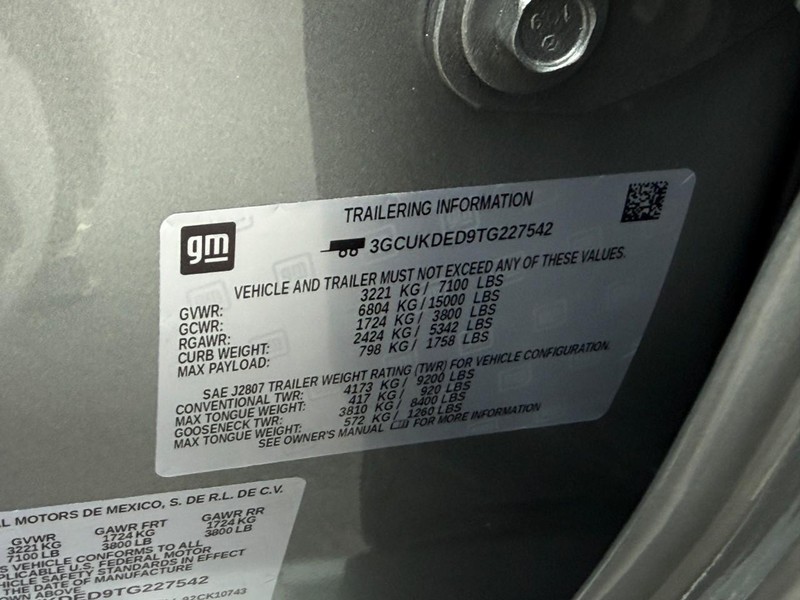 TRAILERING INFORMATION
gm
3GCUKDED9TG227542
VEHICLE AND TRAILER MUST NOT EXCEED ANY OF THESE VALUES.
GVWR: 3221 KG / 7100 LBS
GCWR: 6804 KG / 15000 LBS
RGAWR: 1724 KG / 3800 LBS
CURB WEIGHT: 2424 KG / 5342 LBS
MAX PAYLOAD: 798 KG / 1758 LBS
SAE J2807 TRAILER WEIGHT RATING (TWR) FOR VEHICLE CONFIGURATION.
CONVENTIONAL TWR: 4173 KG / 9200 LBS
MAX TONGUE WEIGHT: 417 KG / 920 LBS
GOOSENECK TWR: 3810 KG / 8400 LBS
MAX TONGUE WEIGHT: 572 KG / 1260 LBS
SEE OWNER'S MANUAL FOR MORE INFORMATION
MOTORS DE MEXICO, S. DE R.L. DE C.V.
GVWR GAWR FRT GAWR RR
3221 KG 1724 KG 1724 KG
7100 LB 3800 LB 3800 LB
VEHICLE CONFORMS TO ALL
U.S. FEDERAL MOTOR
VEHICLE SAFETY STANDARDS IN EFFECT
THE DATE OF MANUFACTURE
OWN ABOVE.
UKDED9TG227542
82CK10743